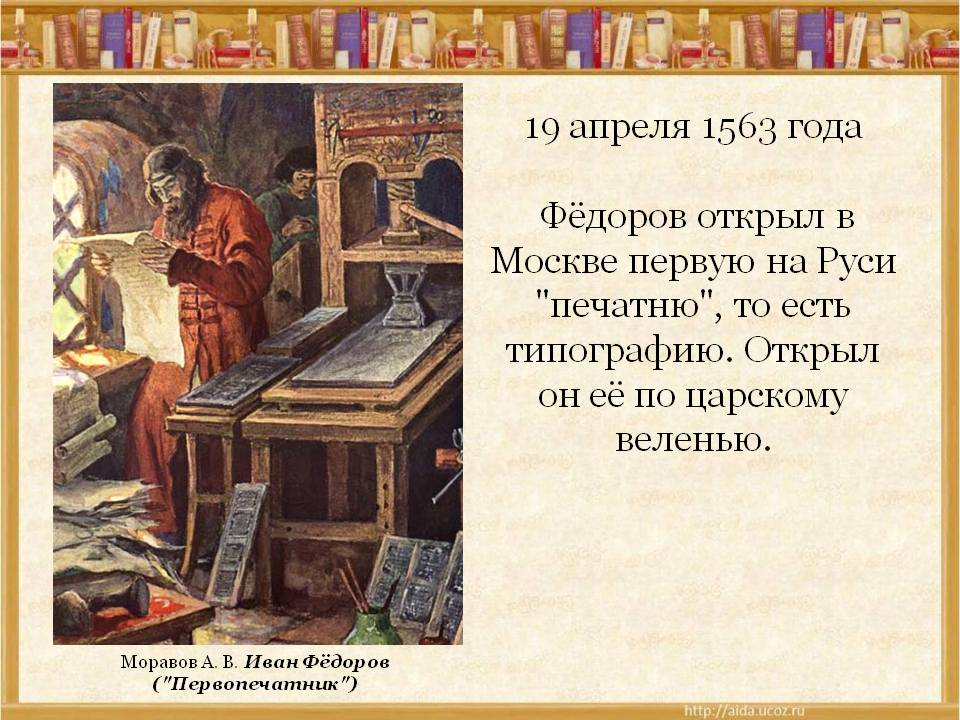 19 апреля 1563 года
Фёдоров открыл в
Москве первую на Руси
"печатню", то есть
типографию. Открыл
он её по царскому
веленью.
Моравов А. В. Иван Фёдоров
("Первопечатник")
http://aida.ucoz.ru